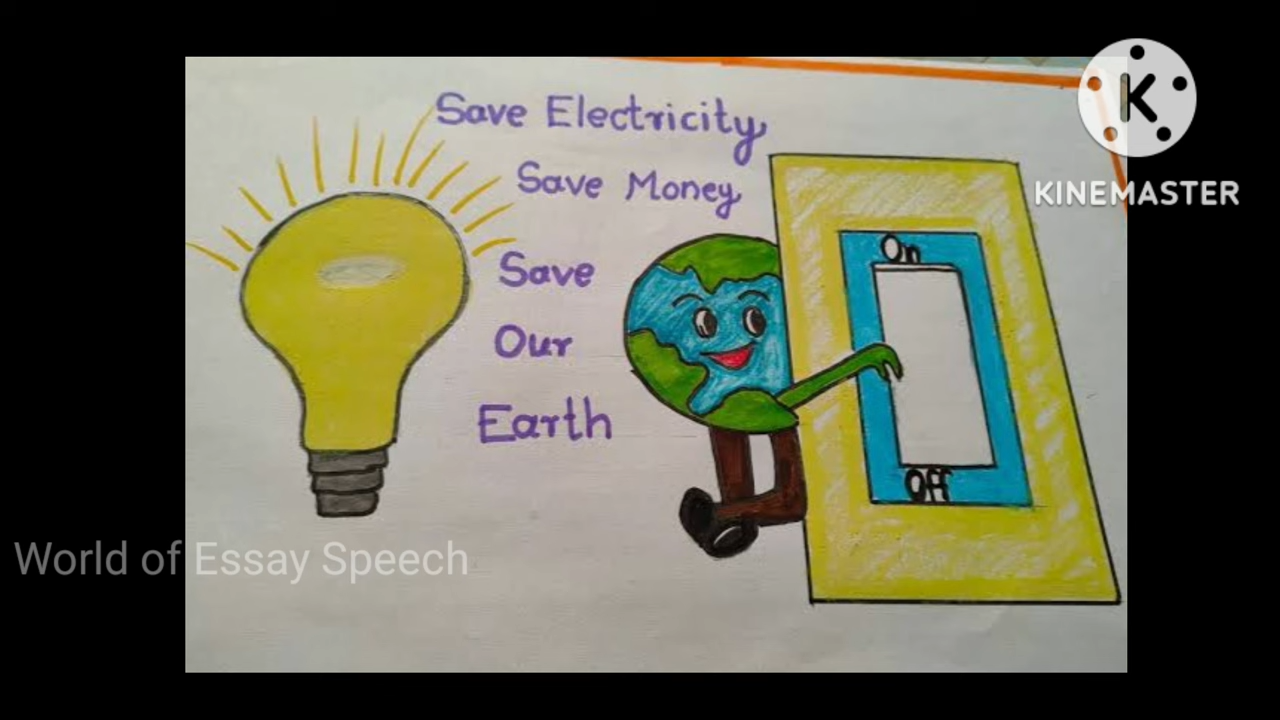 Save Electricity
Save Money
Save
Our
Earth
On
Off
KINEMASTER
World of Essay Speech